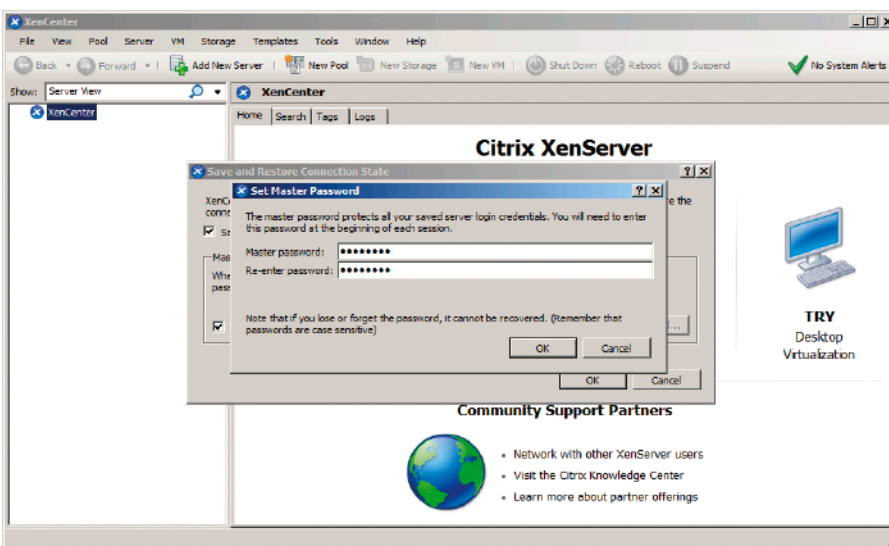 XenCenter
File View Pool Server VM Storage Templates Tools Window Help
Back Forward Add New Server New Pool New Storage New VM Shut Down Reboot Suspend No System Alerts
Show: Server View
XenCenter
XenCenter
Home Search Tags Logs
Citrix XenServer
Save and Restore Connection State
Set Master Password
The master password protects all your saved server login credentials. You will need to enter
this password at the beginning of each session.
Master password: ••••••••
Re-enter password: ••••••••
Note that if you lose or forget the password, it cannot be recovered. (Remember that
passwords are case sensitive)
OK Cancel
OK Cancel
e the
TRY
Desktop
Virtualization
Community Support Partners
Network with other XenServer users
Visit the Citrix Knowledge Center
Learn more about partner offerings